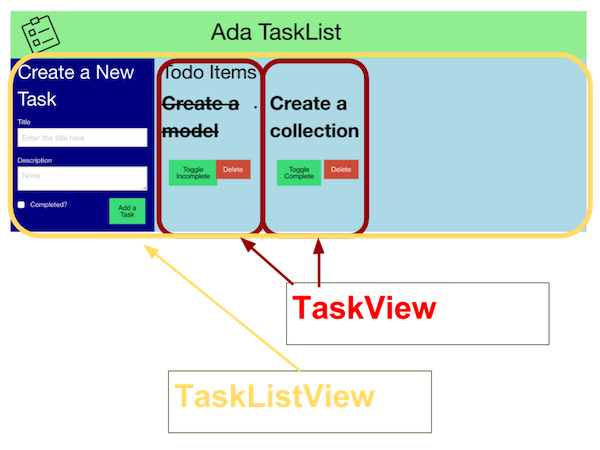 Ada TaskList
Create a New
Task
Title
Enter the title here
Description
None
Completed?
Add a
Task
Todo Items
Create a
model
.
Toggle
Incomplete
Delete
Create a
collection
Toggle
Complete
Delete
TaskView
TaskListView